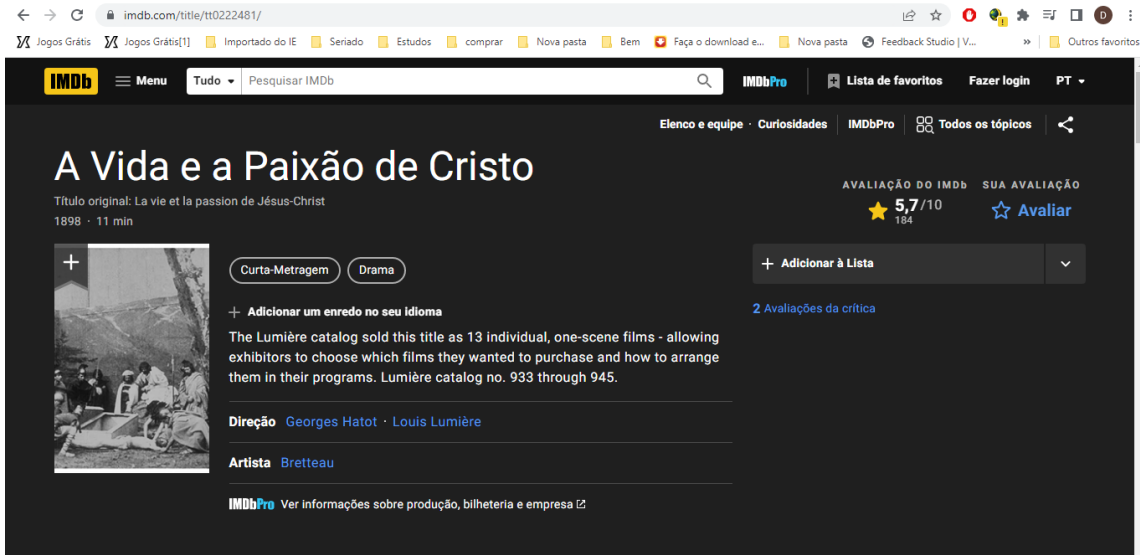 imdb.com/title/tt0222481/
D
Jogos Grátis Jogos Grátis[1] Importado do IE Seriado Estudos comprar Nova pasta Bem Faça o download e... Nova pasta Feedback Studio | V... » Outros favoritos
IMDb Menu Tudo Pesquisar IMDb IMDbPro Lista de favoritos Fazer login PT
Elenco e equipe · Curiosidades IMDbPro Todos os tópicos
A Vida e a Paixão de Cristo
Título original: La vie et la passion de Jésus-Christ
1898 · 11 min
AVALIAÇÃO DO IMDb SUA AVALIAÇÃO
5,7/10 Avaliar
184
+ Adicionar à Lista
2 Avaliações da crítica
+
Curta-Metragem Drama
+ Adicionar um enredo no seu idioma
The Lumière catalog sold this title as 13 individual, one-scene films - allowing
exhibitors to choose which films they wanted to purchase and how to arrange
them in their programs. Lumière catalog no. 933 through 945.
Direção Georges Hatot · Louis Lumière
Artista Bretteau
IMDbPro Ver informações sobre produção, bilheteria e empresa